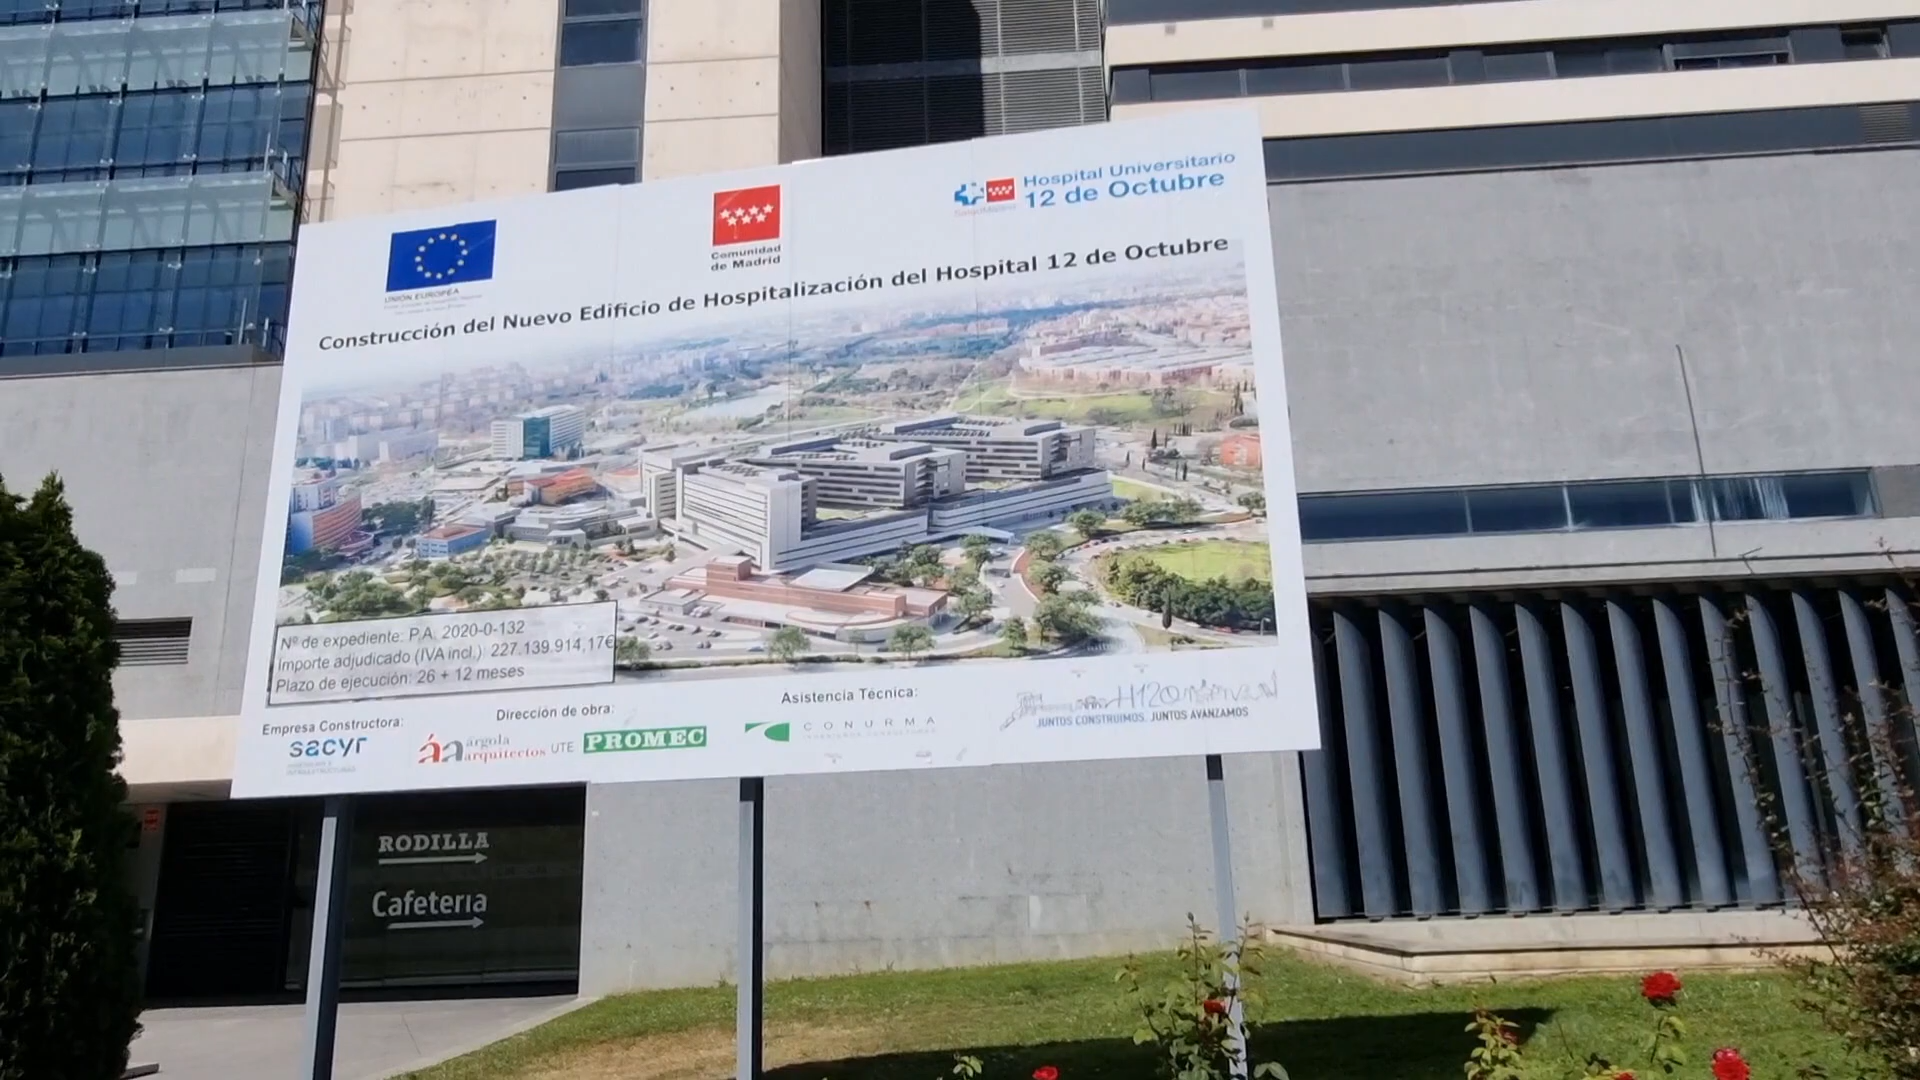 UNIÓN EUROPEA
Comunidad
de Madrid
Hospital Universitario
12 de Octubre
Construcción del Nuevo Edificio de Hospitalización del Hospital 12 de Octubre
Nº de expediente: P.A. 2020-0-132
Importe adjudicado (IVA incl.): 227.139.914,17€
Plazo de ejecución: 26 + 12 meses
Empresa Constructora:
sacyr
Dirección de obra:
áa árgola
arquitectos UTE PROMEC
Asistencia Técnica:
CONURMA
JUNTOS CONSTRUIMOS. JUNTOS AVANZAMOS
RODILLA
Cafetería